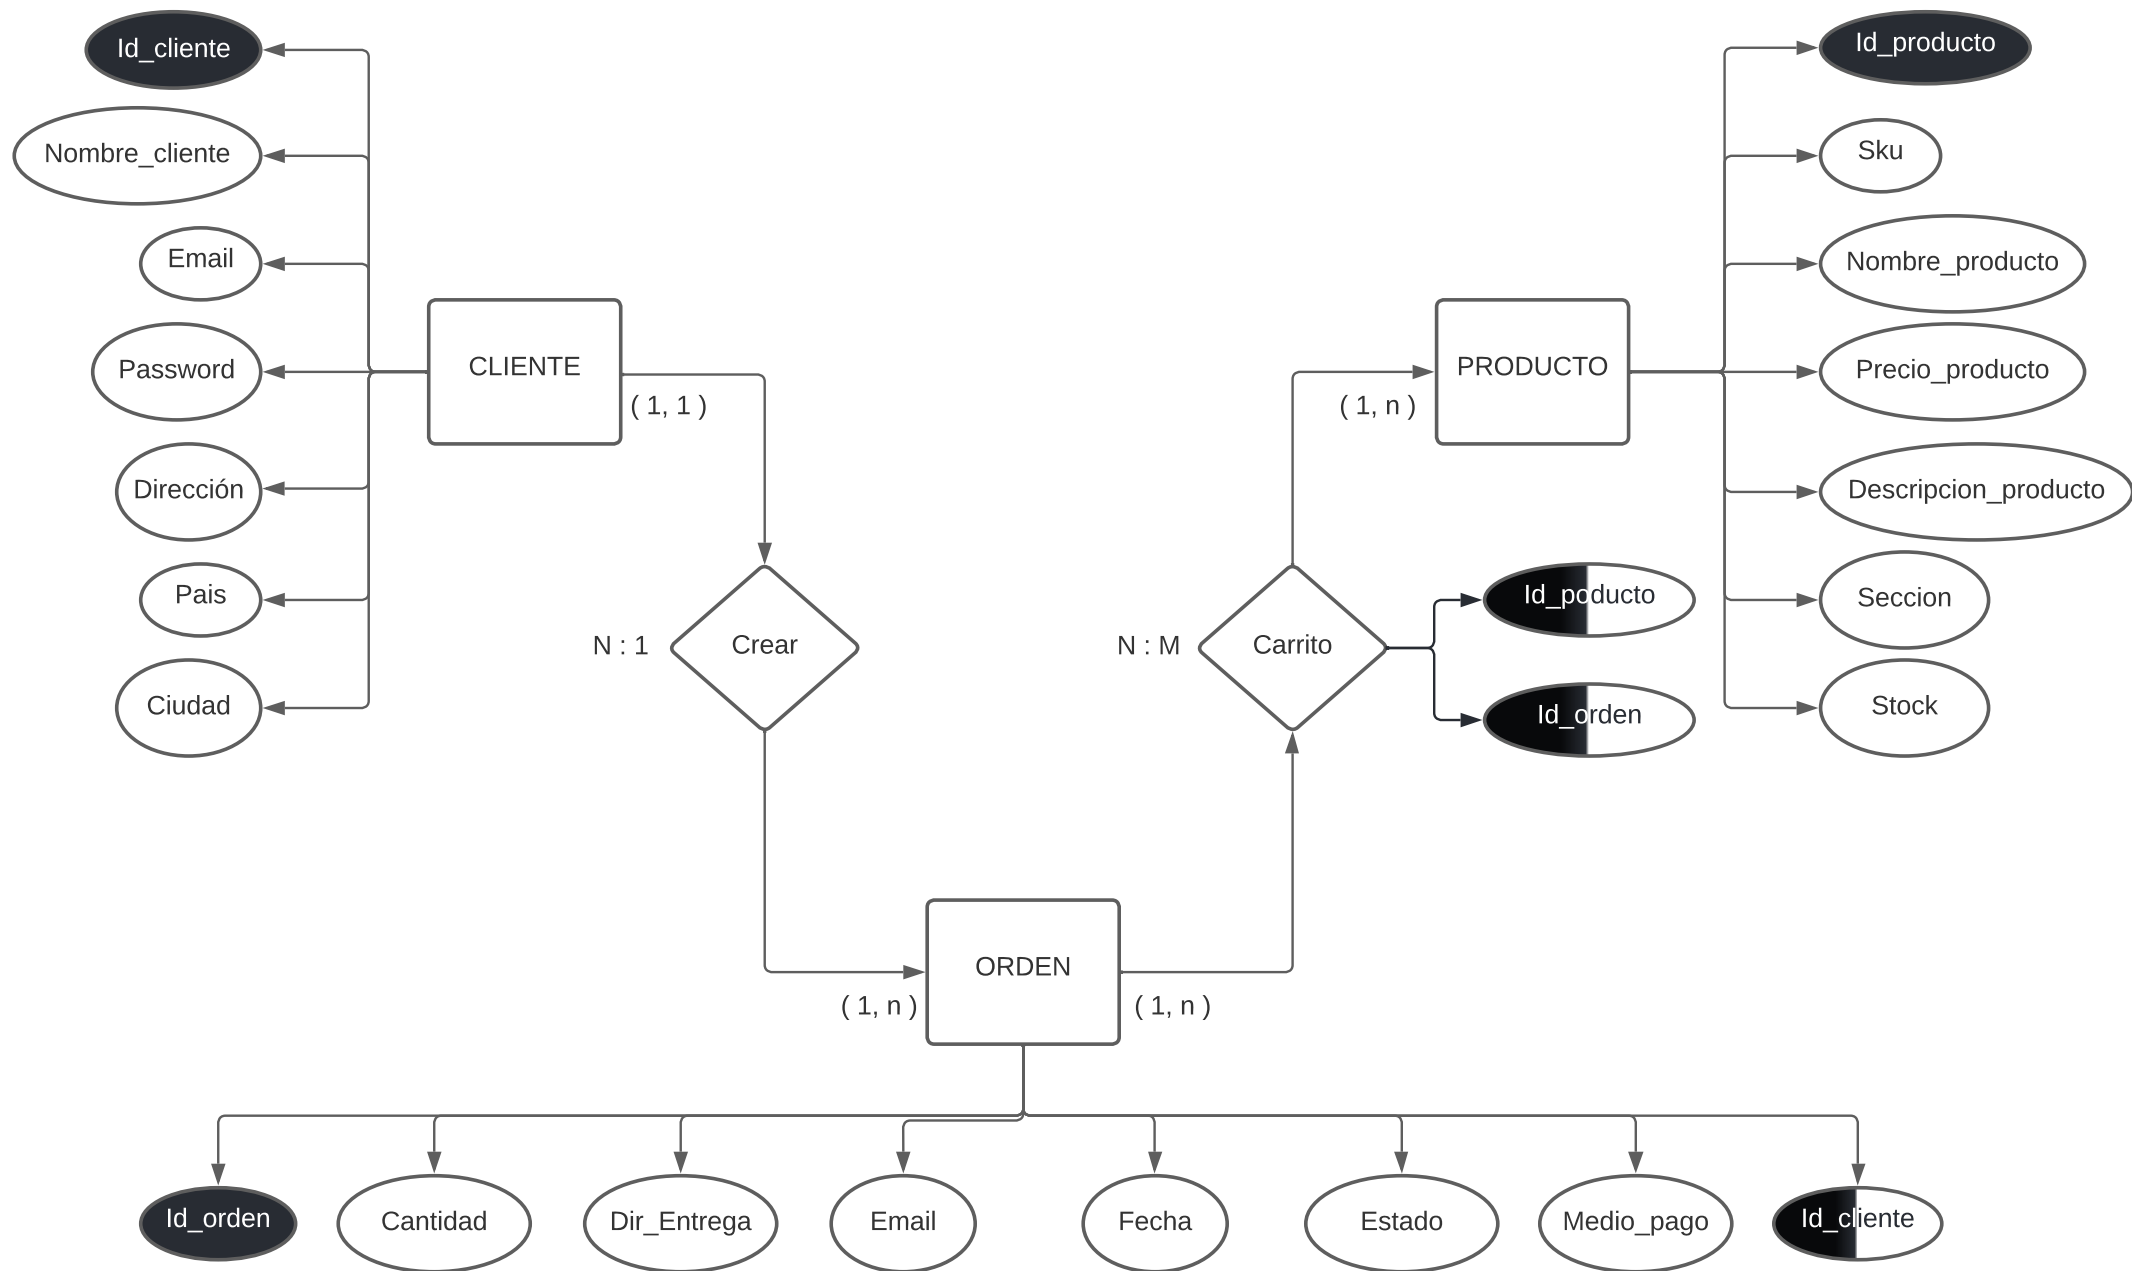 Id_cliente
Nombre_cliente
Email
Password
Dirección
Pais
Ciudad
CLIENTE
( 1, 1 )
N : 1
Crear
( 1, n )
ORDEN
( 1, n )
N : M
Carrito
( 1, n )
PRODUCTO
Id_poducto
Id_orden
Id_producto
Sku
Nombre_producto
Precio_producto
Descripcion_producto
Seccion
Stock
Id_orden
Cantidad
Dir_Entrega
Email
Fecha
Estado
Medio_pago
Id_cliente